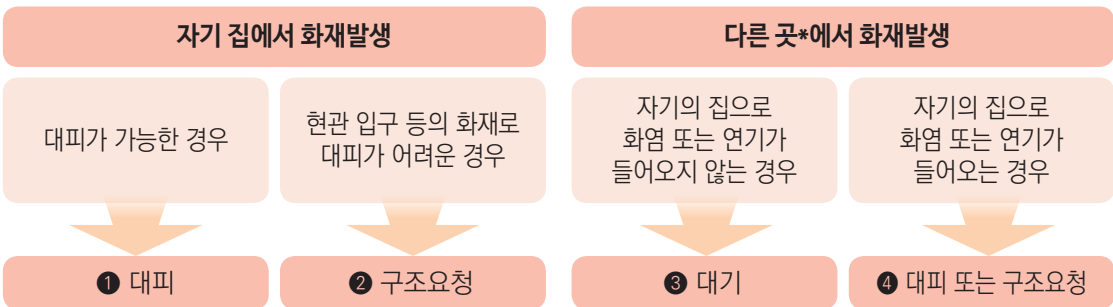 자기 집에서 화재발생
다른 곳*에서 화재발생
대피가 가능한 경우
현관 입구 등의 화재로
대피가 어려운 경우
자기의 집으로
화염 또는 연기가
들어오지 않는 경우
자기의 집으로
화염 또는 연기가
들어오는 경우
❶ 대피
❷ 구조요청
❸ 대기
❹ 대피 또는 구조요청